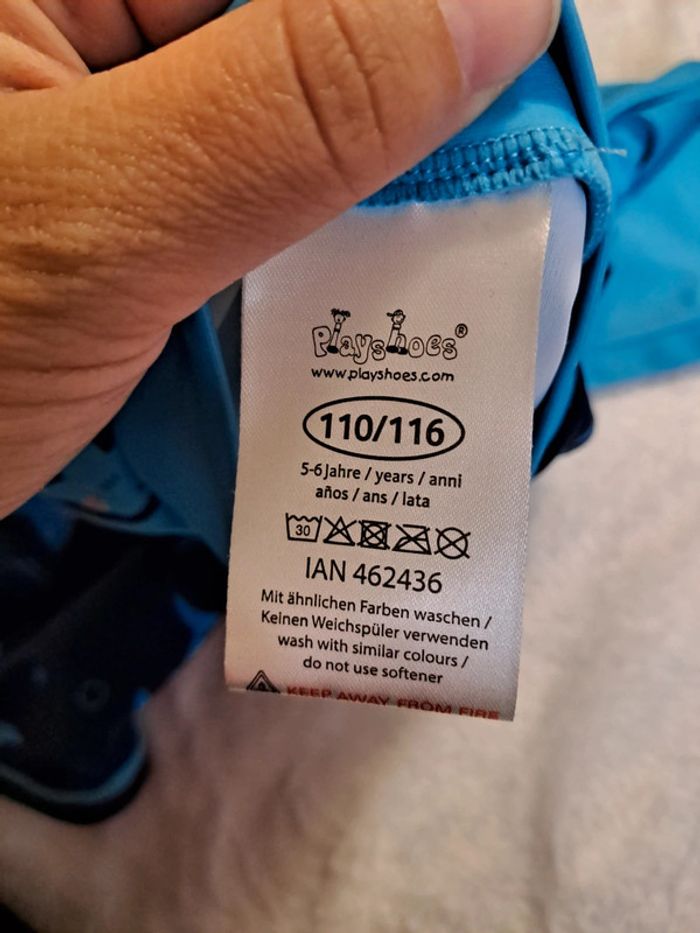 Playshoes®
www.playshoes.com
110/116
5-6 Jahre / years / anni
años / ans / lata
30
IAN 462436
Mit ähnlichen Farben waschen /
Keinen Weichspüler verwenden
wash with similar colours /
do not use softener
KEEP AWAY FROM FIRE